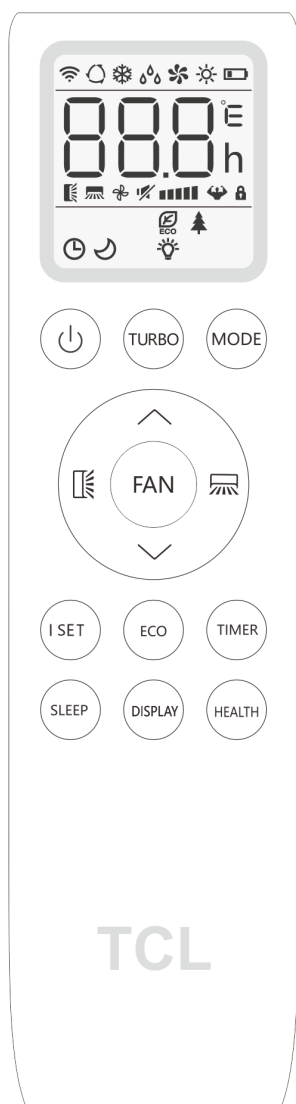 88.8 °E
h
ECO
TURBO MODE
FAN
I SET ECO TIMER
SLEEP DISPLAY HEALTH
TCL